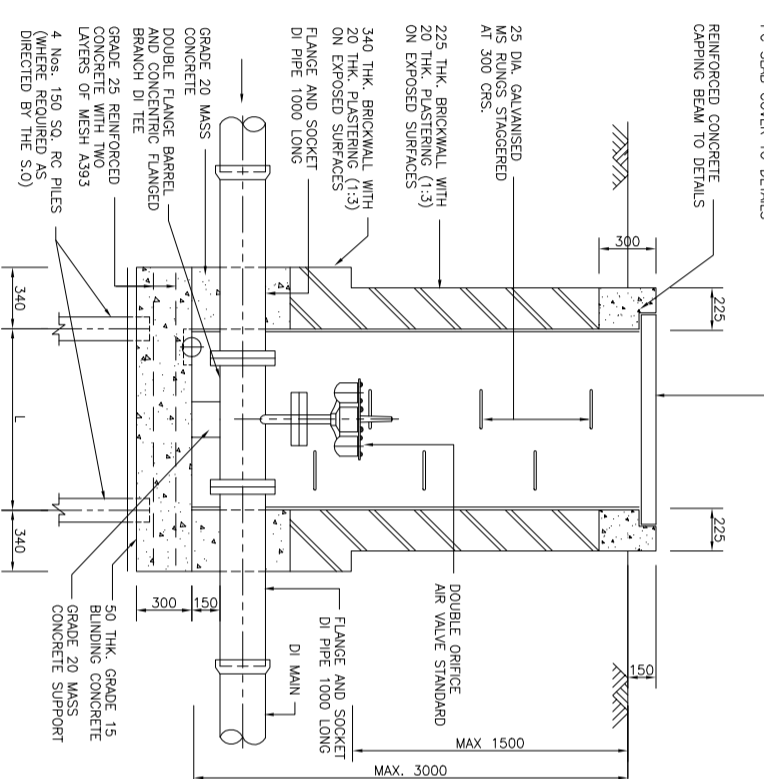 PC SLAB COVER TO DETAILS
REINFORCED CONCRETE
CAPPING BEAM TO DETAILS
25 DIA. GALVANISED
MS RUNGS STAGGERED
AT 300 CRS.
225 THK. BRICKWALL WITH
20 THK. PLASTERING (1:3)
ON EXPOSED SURFACES
340 THK. BRICKWALL WITH
20 THK. PLASTERING (1:3)
ON EXPOSED SURFACES
FLANGE AND SOCKET
DI PIPE 1000 LONG
GRADE 20 MASS
CONCRETE
DOUBLE FLANGE BARREL
AND CONCENTRIC FLANGED
BRANCH DI TEE
GRADE 25 REINFORCED
CONCRETE WITH TWO
LAYERS OF MESH A393
4 Nos. 150 SQ. RC PILES
(WHERE REQUIRED AS
DIRECTED BY THE S.O)
300
225
225
150
340
L
340
300
150
DOUBLE ORIFICE
AIR VALVE STANDARD
FLANGE AND SOCKET
DI PIPE 1000 LONG
DI MAIN
50 THK. GRADE 15
BLINDING CONCRETE
GRADE 20 MASS
CONCRETE SUPPORT
MAX 1500
MAX. 3000